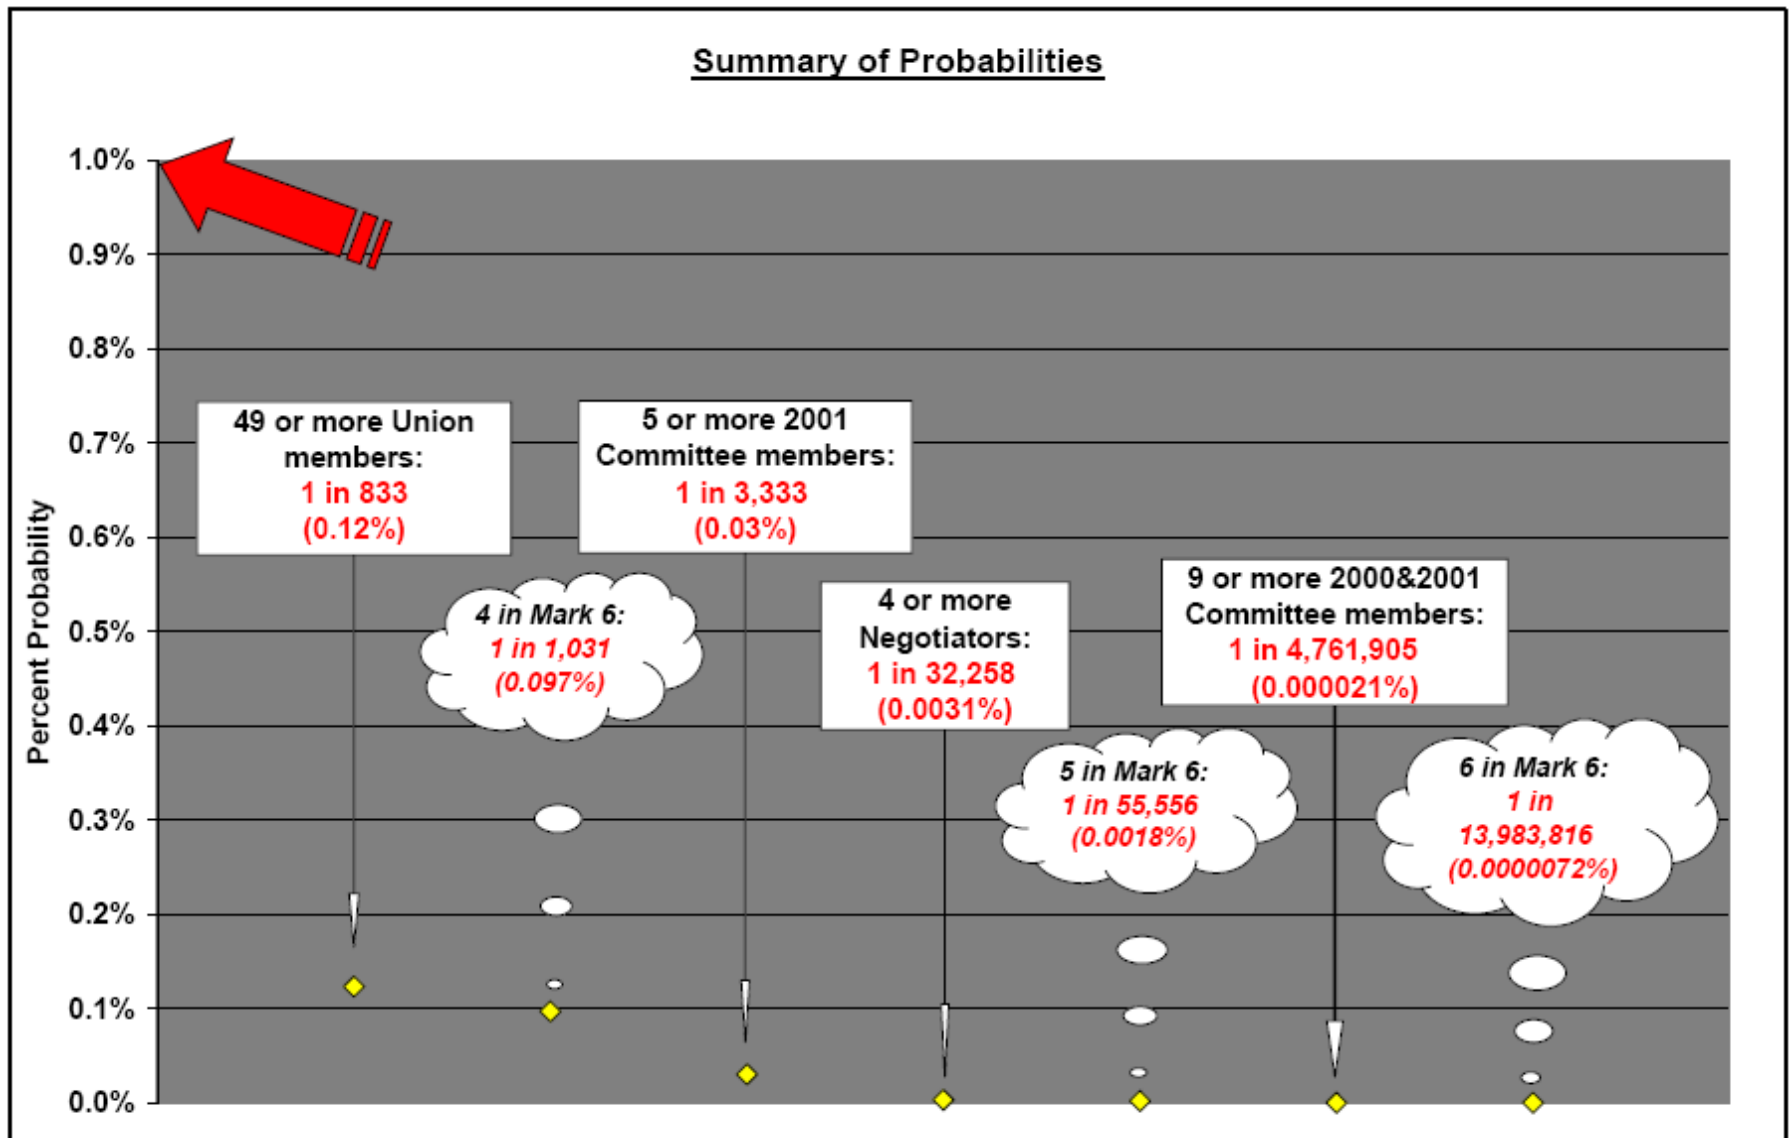 Summary of Probabilities
1.0%
0.9%
0.8%
0.7%
0.6%
0.5%
0.4%
0.3%
0.2%
0.1%
0.0%
Percent Probability
49 or more Union
members:
1 in 833
(0.12%)
4 in Mark 6:
1 in 1,031
(0.097%)
5 or more 2001
Committee members:
1 in 3,333
(0.03%)
4 or more
Negotiators:
1 in 32,258
(0.0031%)
5 in Mark 6:
1 in 55,556
(0.0018%)
9 or more 2000&2001
Committee members:
1 in 4,761,905
(0.000021%)
6 in Mark 6:
1 in
13,983,816
(0.0000072%)